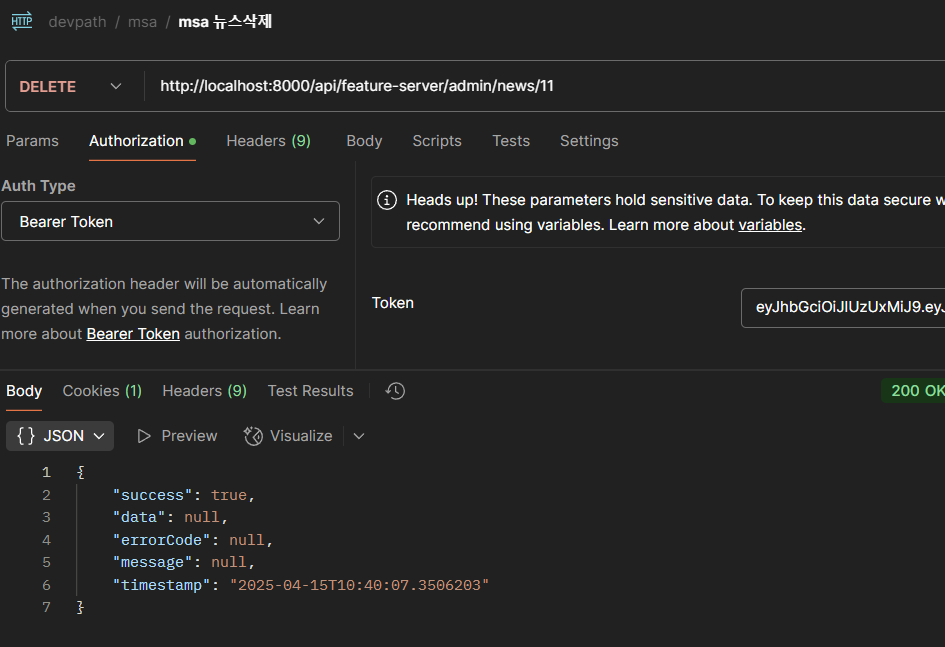 HTTP devpath / msa / msa 뉴스삭제
DELETE http://localhost:8000/api/feature-server/admin/news/11
Params Authorization Headers (9) Body Scripts Tests Settings
Auth Type
Bearer Token
The authorization header will be automatically
generated when you send the request. Learn
more about Bearer Token authorization.
Heads up! These parameters hold sensitive data. To keep this data secure w
recommend using variables. Learn more about variables.
Token
eyJhbGciOiJIUzUxMiJ9.eyJ
Body Cookies (1) Headers (9) Test Results
200 OK
{} JSON Preview Visualize
1 {
2 "success": true,
3 "data": null,
4 "errorCode": null,
5 "message": null,
6 "timestamp": "2025-04-15T10:40:07.3506203"
7 }